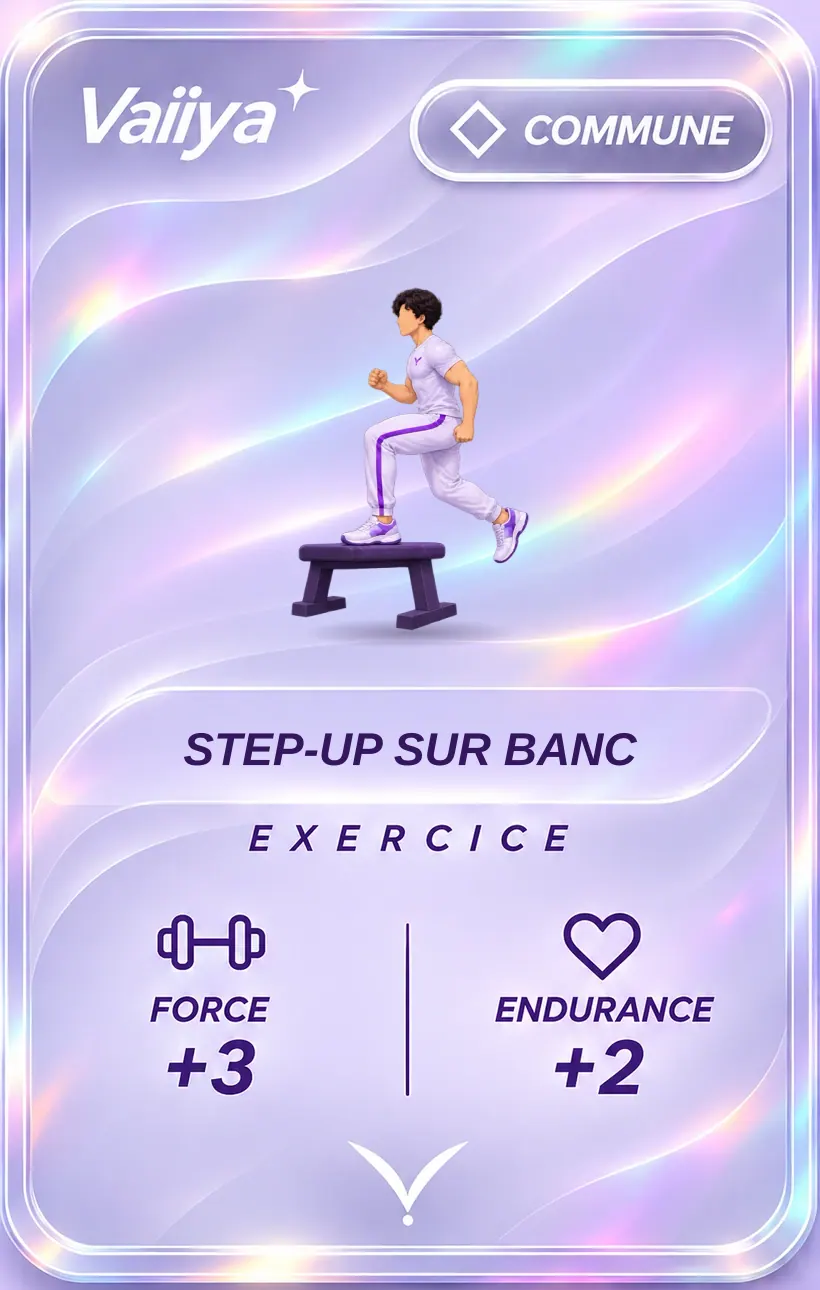 Vaiiya
COMMUNE
STEP-UP SUR BANC
EXERCICE
FORCE
+3
ENDURANCE
+2